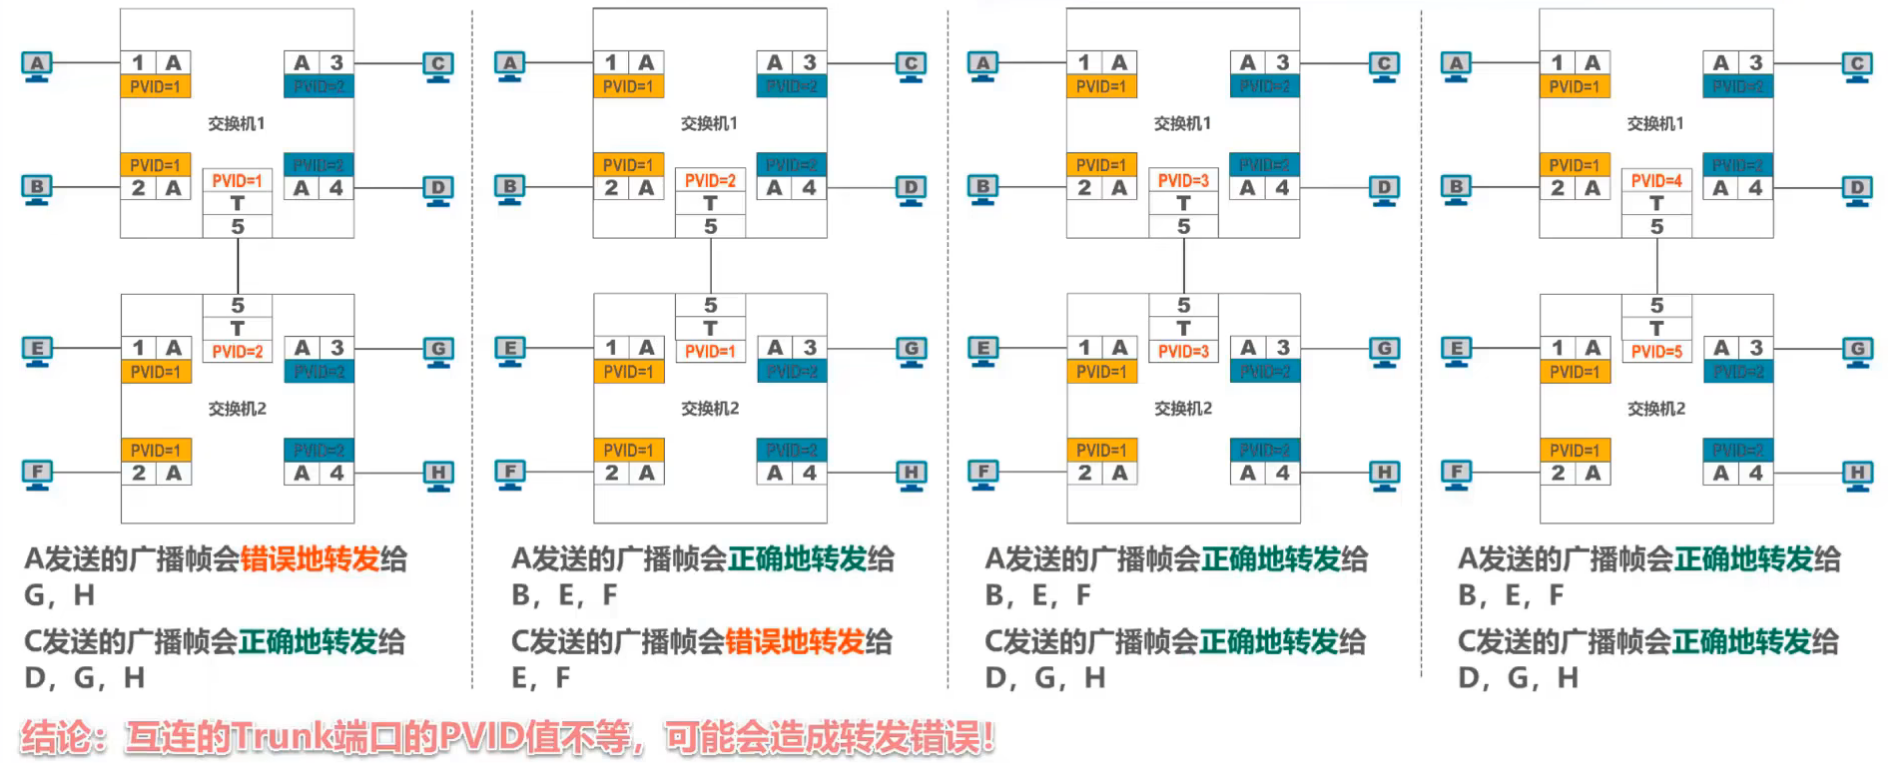 A
1 A
PVID=1
A 3
PVID=2
C
交换机1
B
PVID=1
2 A
PVID=1
T
5
PVID=2
A 4
D
5
T
PVID=2
E
1 A
PVID=1
A 3
PVID=2
G
交换机2
F
PVID=1
2 A
PVID=2
A 4
H
A发送的广播帧会错误地转发给
G，H
C发送的广播帧会正确地转发给
D，G，H
A
1 A
PVID=1
A 3
PVID=2
C
交换机1
B
PVID=1
2 A
PVID=2
T
5
PVID=2
A 4
D
5
T
PVID=1
E
1 A
PVID=1
A 3
PVID=2
G
交换机2
F
PVID=1
2 A
PVID=2
A 4
H
A发送的广播帧会正确地转发给
B，E，F
C发送的广播帧会错误地转发给
E，F
A
1 A
PVID=1
A 3
PVID=2
C
交换机1
B
PVID=1
2 A
PVID=3
T
5
PVID=2
A 4
D
5
T
PVID=3
E
1 A
PVID=1
A 3
PVID=2
G
交换机2
F
PVID=1
2 A
PVID=2
A 4
H
A发送的广播帧会正确地转发给
B，E，F
C发送的广播帧会正确地转发给
D，G，H
A
1 A
PVID=1
A 3
PVID=2
C
交换机1
B
PVID=1
2 A
PVID=4
T
5
PVID=2
A 4
D
5
T
PVID=5
E
1 A
PVID=1
A 3
PVID=2
G
交换机2
F
PVID=1
2 A
PVID=2
A 4
H
A发送的广播帧会正确地转发给
B，E，F
C发送的广播帧会正确地转发给
D，G，H
结论：互连的Trunk端口的PVID值不等，可能会造成转发错误！